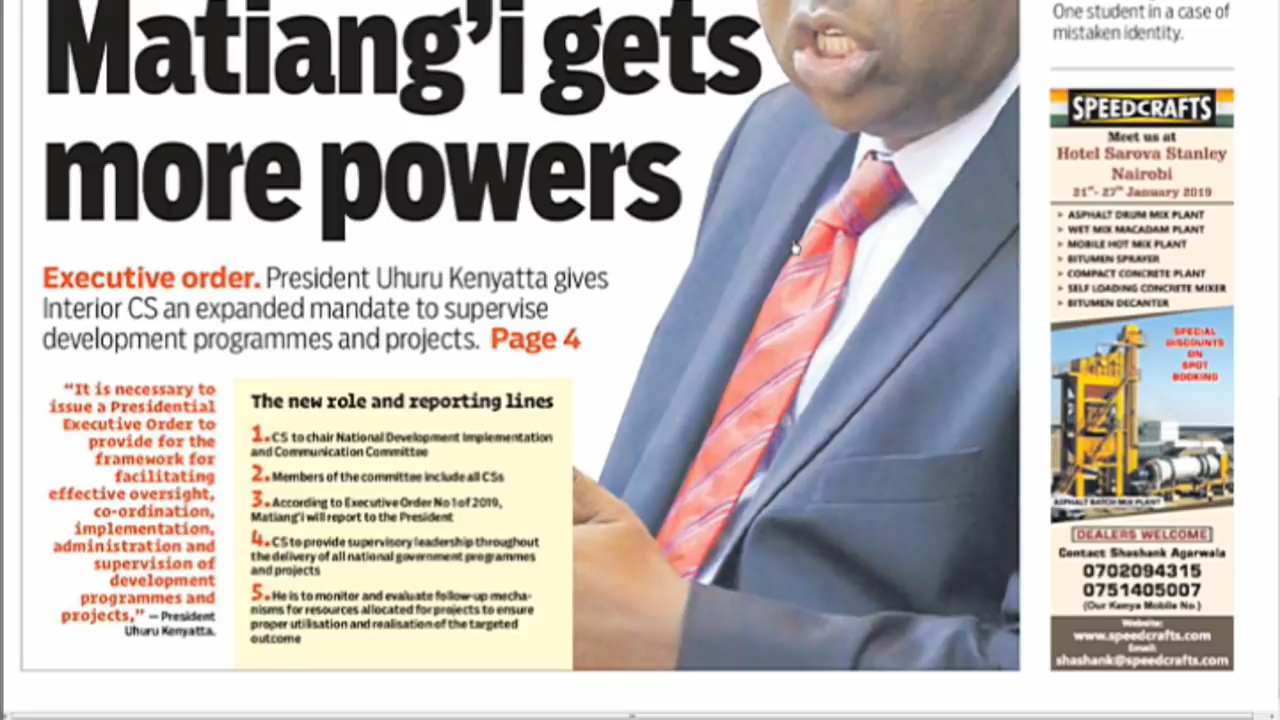 Matiang'i gets
more powers
Executive order. President Uhuru Kenyatta gives
Interior CS an expanded mandate to supervise
development programmes and projects. Page 4
"It is necessary to
issue a Presidential
Executive Order to
provide for the
framework for
facilitating
effective oversight,
co-ordination,
implementation,
administration and
supervision of
development
programmes and
projects," — President
Uhuru Kenyatta.
The new role and reporting lines
1. CS to chair National Development Implementation
and Communication Committee
2. Members of the committee include all CSs
3. According to Executive Order No 1 of 2019,
Matiang'i will report to the President
4. CS to provide supervisory leadership throughout
the delivery of all national government programmes
and projects
5. He is to monitor and evaluate follow-up mecha-
nisms for resources allocated for projects to ensure
proper utilisation and realisation of the targeted
outcome
One student in a case of
mistaken identity.
SPEEDCRAFTS
Meet us at
Hotel Sarova Stanley
Nairobi
21st- 27th January 2019
> ASPHALT DRUM MIX PLANT
> WET MIX MACADAM PLANT
> MOBILE HOT MIX PLANT
> BITUMEN SPRAYER
> COMPACT CONCRETE PLANT
> SELF LOADING CONCRETE MIXER
> BITUMEN DECANTER
SPECIAL
DISCOUNTS
ON
SPOT
BOOKING
ASPHALT BATCH MIX PLANT
DEALERS WELCOME
Contact Shashank Agarwala
0702094315
0751405007
(Our Kenya Mobile No.)
Website:
www.speedcrafts.com
Email:
shashank@speedcrafts.com